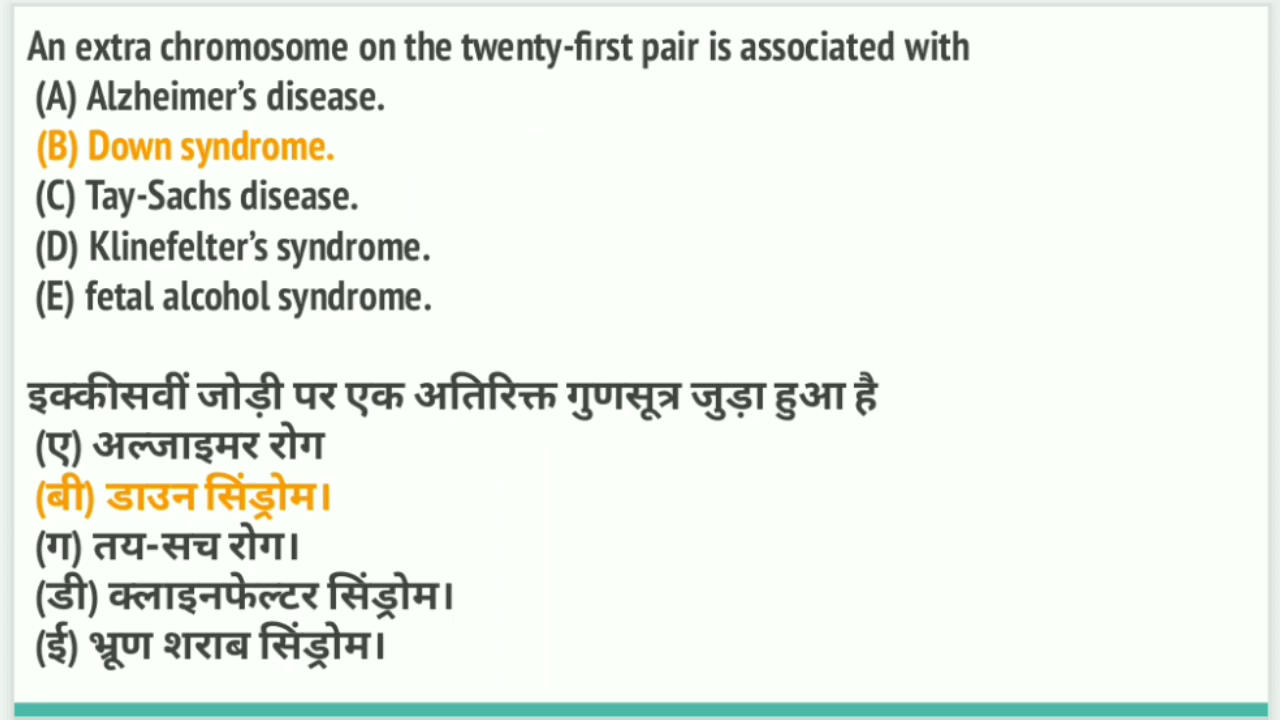 An extra chromosome on the twenty-first pair is associated with
(A) Alzheimer’s disease.
(B) Down syndrome.
(C) Tay-Sachs disease.
(D) Klinefelter’s syndrome.
(E) fetal alcohol syndrome.
इक्कीसवीं जोड़ी पर एक अतिरिक्त गुणसूत्र जुड़ा हुआ है
(ए) अल्जाइमर रोग
(बी) डाउन सिंड्रोम।
(ग) तय-सच रोग।
(डी) क्लाइनफेल्टर सिंड्रोम।
(ई) भ्रूण शराब सिंड्रोम।